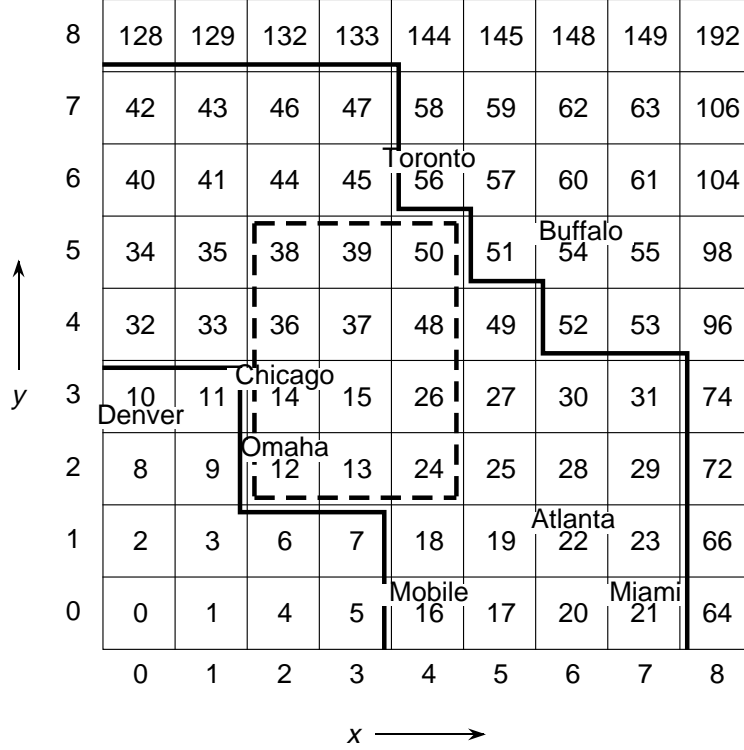 8 128 129 132 133 144 145 148 149 192
7 42 43 46 47 58 59 62 63 106
Toronto
6 40 41 44 45 56 57 60 61 104
Buffalo
5 34 35 38 39 50 51 54 55 98
4 32 33 36 37 48 49 52 53 96
Chicago
y 3 10 11 14 15 26 27 30 31 74
Denver
Omaha
2 8 9 12 13 24 25 28 29 72
Atlanta
1 2 3 6 7 18 19 22 23 66
Mobile Miami
0 0 1 4 5 16 17 20 21 64
0 1 2 3 4 5 6 7 8
x